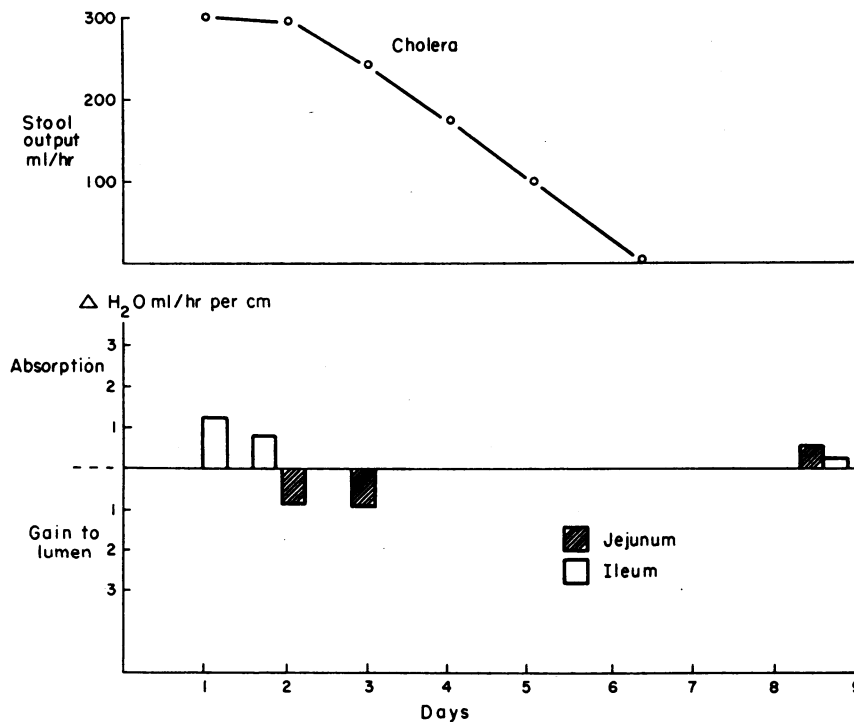 300
Cholera
200
Stool
output
ml/hr
100
Δ H₂O ml/hr per cm
3
Absorption
2
1
1
Gain to
lumen
2
3
Jejunum
Ileum
1 2 3 4 5 6 7 8 9
Days